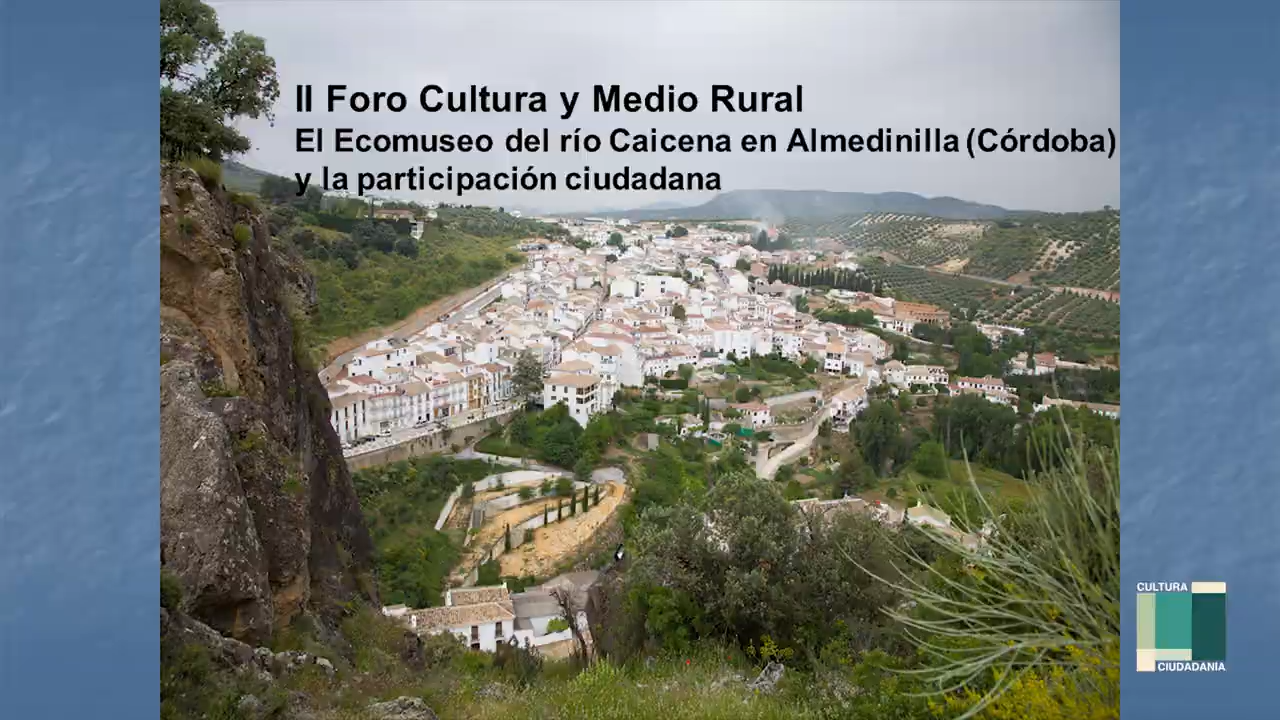 II Foro Cultura y Medio Rural
El Ecomuseo del río Caicena en Almedinilla (Córdoba)
y la participación ciudadana
CULTURA
CIUDADANÍA